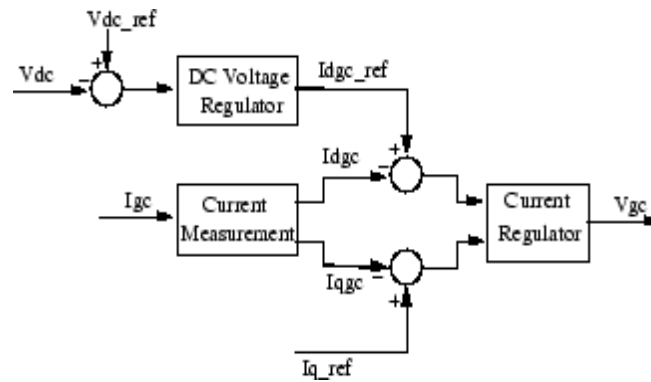 Vdc_ref
Vdc
+
−
DC Voltage
Regulator
Idgc_ref
+
−
Idgc
Igc
Current
Measurement
Current
Regulator
Vgc
Iqgc
−
+
Iq_ref